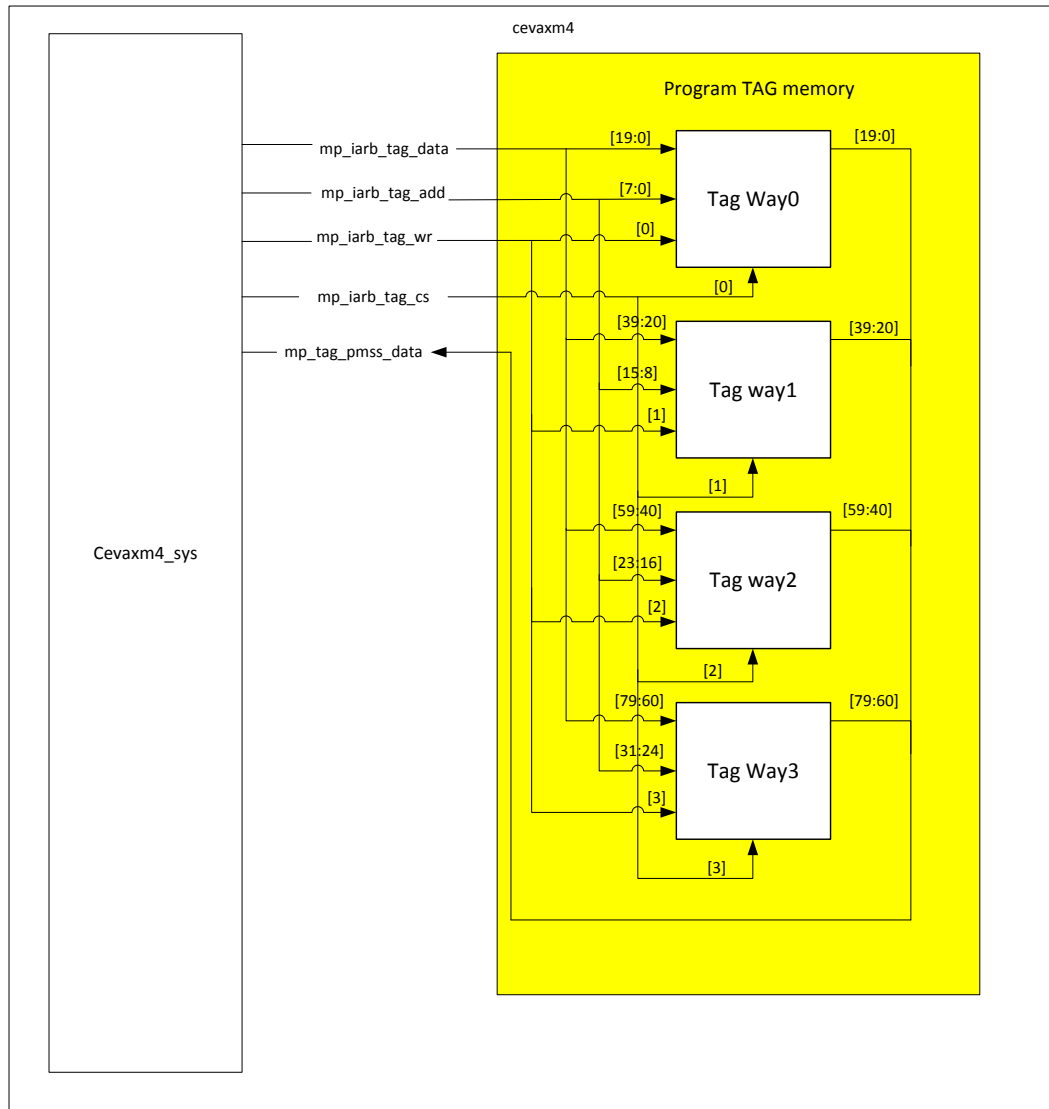 cevaxm4
Program TAG memory
mp_iarb_tag_data
[19:0]
[19:0]
mp_iarb_tag_add
[7:0]
Tag Way0
mp_iarb_tag_wr
[0]
mp_iarb_tag_cs
[0]
mp_tag_pmss_data
[39:20]
[39:20]
[15:8]
Tag way1
[1]
[1]
[59:40]
[59:40]
Cevaxm4_sys
[23:16]
Tag way2
[2]
[2]
[79:60]
[79:60]
[31:24]
Tag Way3
[3]
[3]